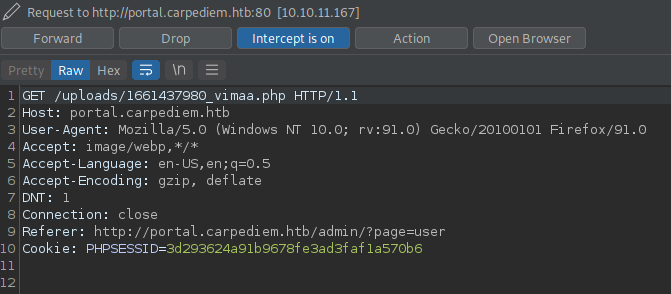 Request to http://portal.carpediem.htb:80 [10.10.11.167]
Forward Drop Intercept is on Action Open Browser
Pretty Raw Hex \n
1 GET /uploads/1661437980_vimaa.php HTTP/1.1
2 Host: portal.carpediem.htb
3 User-Agent: Mozilla/5.0 (Windows NT 10.0; rv:91.0) Gecko/20100101 Firefox/91.0
4 Accept: image/webp,*/*
5 Accept-Language: en-US,en;q=0.5
6 Accept-Encoding: gzip, deflate
7 DNT: 1
8 Connection: close
9 Referer: http://portal.carpediem.htb/admin/?page=user
10 Cookie: PHPSESSID=3d293624a91b9678fe3ad3faf1a570b6
11
12